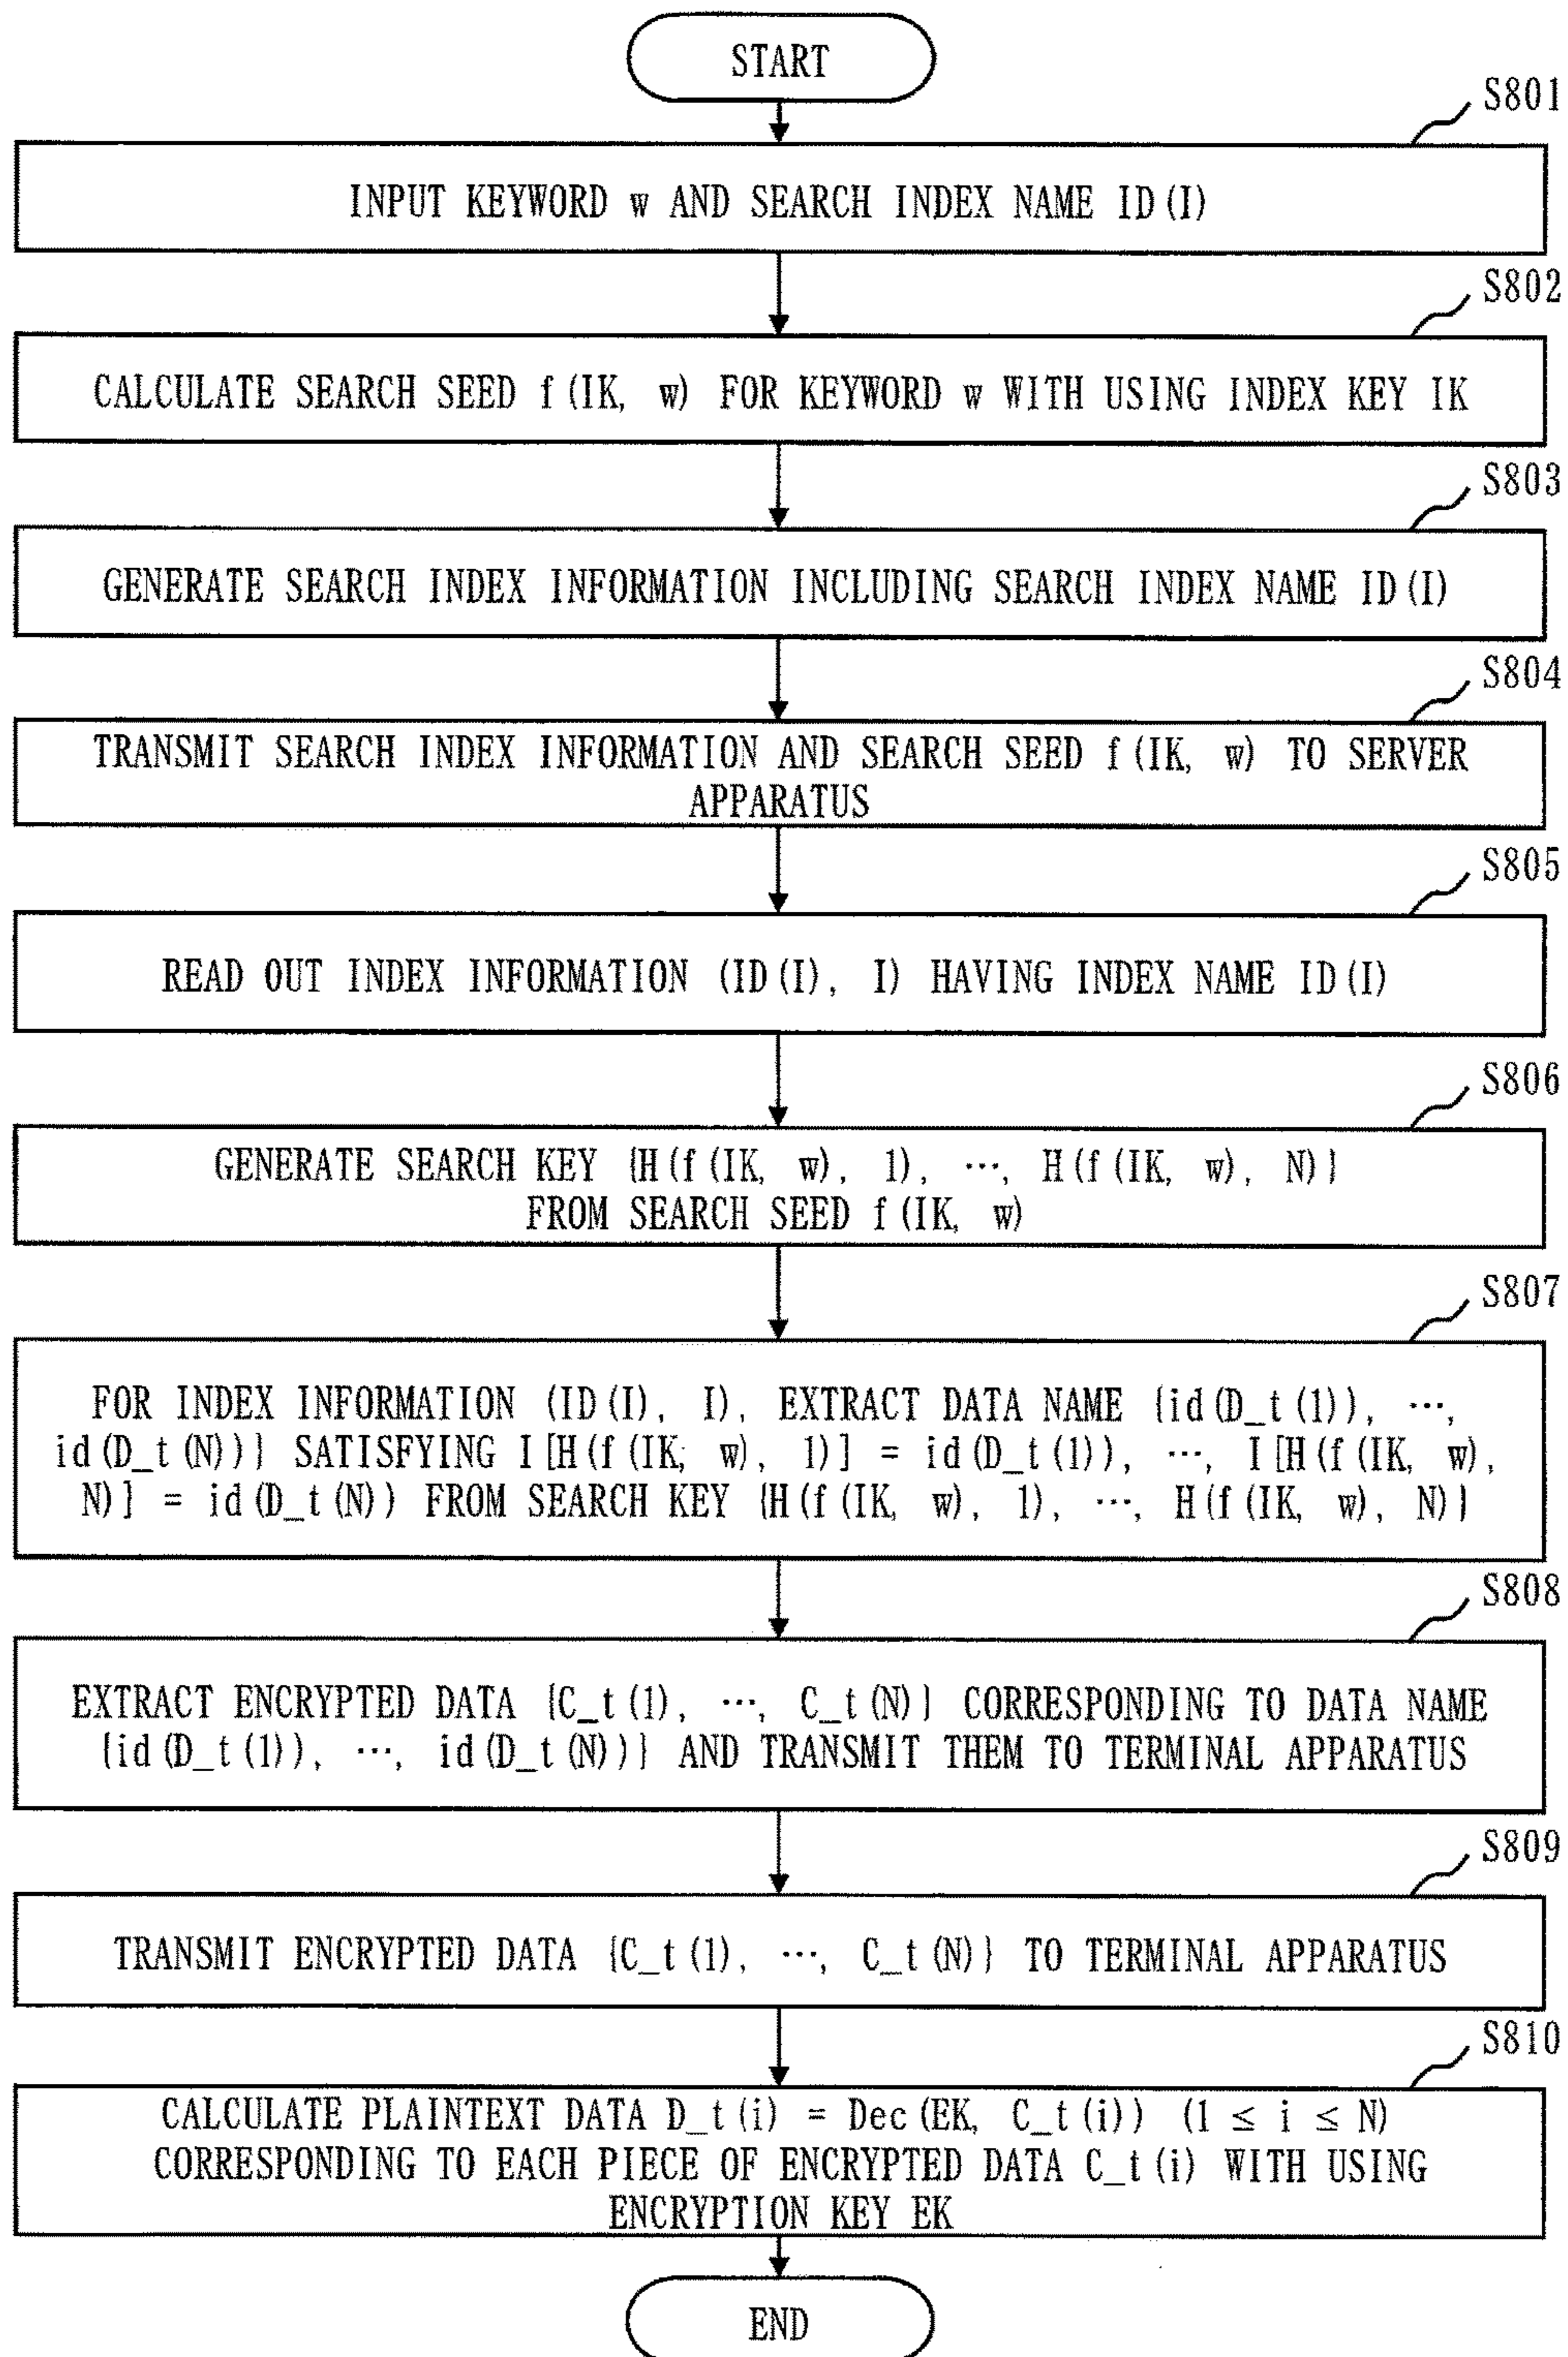 START
S801
INPUT KEYWORD w AND SEARCH INDEX NAME ID(I)
S802
CALCULATE SEARCH SEED f(IK, w) FOR KEYWORD w WITH USING INDEX KEY IK
S803
GENERATE SEARCH INDEX INFORMATION INCLUDING SEARCH INDEX NAME ID(I)
S804
TRANSMIT SEARCH INDEX INFORMATION AND SEARCH SEED f(IK, w) TO SERVER
APPARATUS
S805
READ OUT INDEX INFORMATION (ID(I), I) HAVING INDEX NAME ID(I)
S806
GENERATE SEARCH KEY {H(f(IK, w), 1), ..., H(f(IK, w), N)}
FROM SEARCH SEED f(IK, w)
S807
FOR INDEX INFORMATION (ID(I), I), EXTRACT DATA NAME {id(D_t(1)), ...,
id(D_t(N))} SATISFYING I[H(f(IK, w), 1)] = id(D_t(1)), ..., I[H(f(IK, w),
N)] = id(D_t(N)) FROM SEARCH KEY {H(f(IK, w), 1), ..., H(f(IK, w), N)}
S808
EXTRACT ENCRYPTED DATA {C_t(1), ..., C_t(N)} CORRESPONDING TO DATA NAME
{id(D_t(1)), ..., id(D_t(N))} AND TRANSMIT THEM TO TERMINAL APPARATUS
S809
TRANSMIT ENCRYPTED DATA {C_t(1), ..., C_t(N)} TO TERMINAL APPARATUS
S810
CALCULATE PLAINTEXT DATA D_t(i) = Dec(EK, C_t(i)) (1 ≤ i ≤ N)
CORRESPONDING TO EACH PIECE OF ENCRYPTED DATA C_t(i) WITH USING
ENCRYPTION KEY EK
END